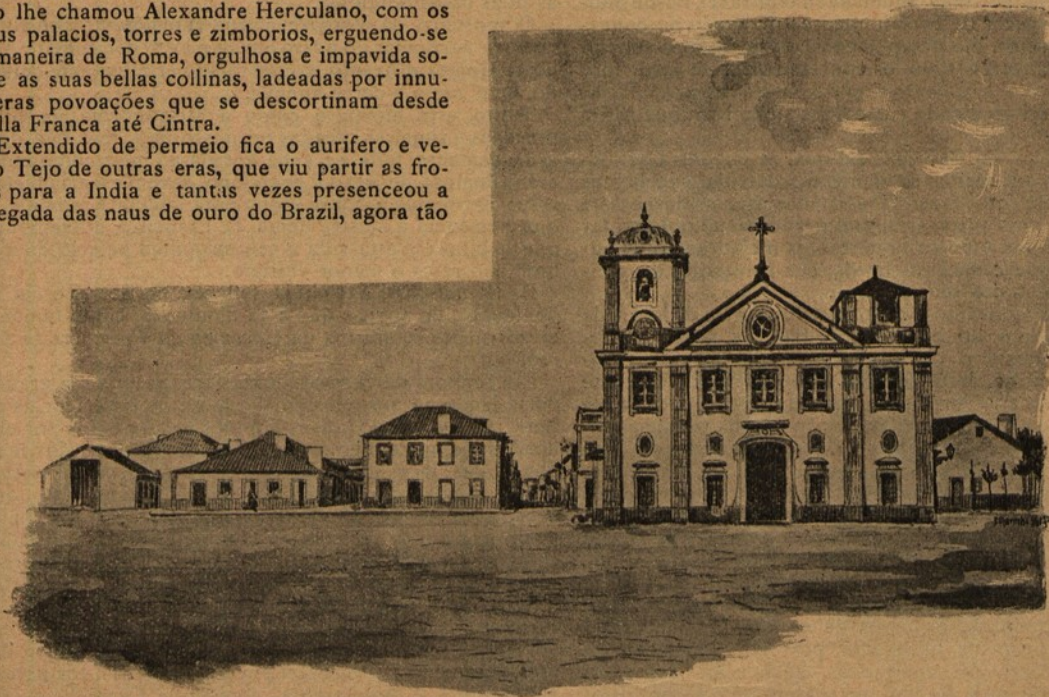 o lhe chamou Alexandre Herculano, com os
us palacios, torres e zimborios, erguendo-se
maneira de Roma, orgulhosa e impavida so-
e as suas bellas collinas, ladeadas por innu-
eras povoações que se descortinam desde
lla Franca até Cintra.
Extendido de permeio fica o aurifero e ve-
o Tejo de outras eras, que viu partir as fro-
para a India e tantas vezes presenceou a
egada das naus de ouro do Brazil, agora tão